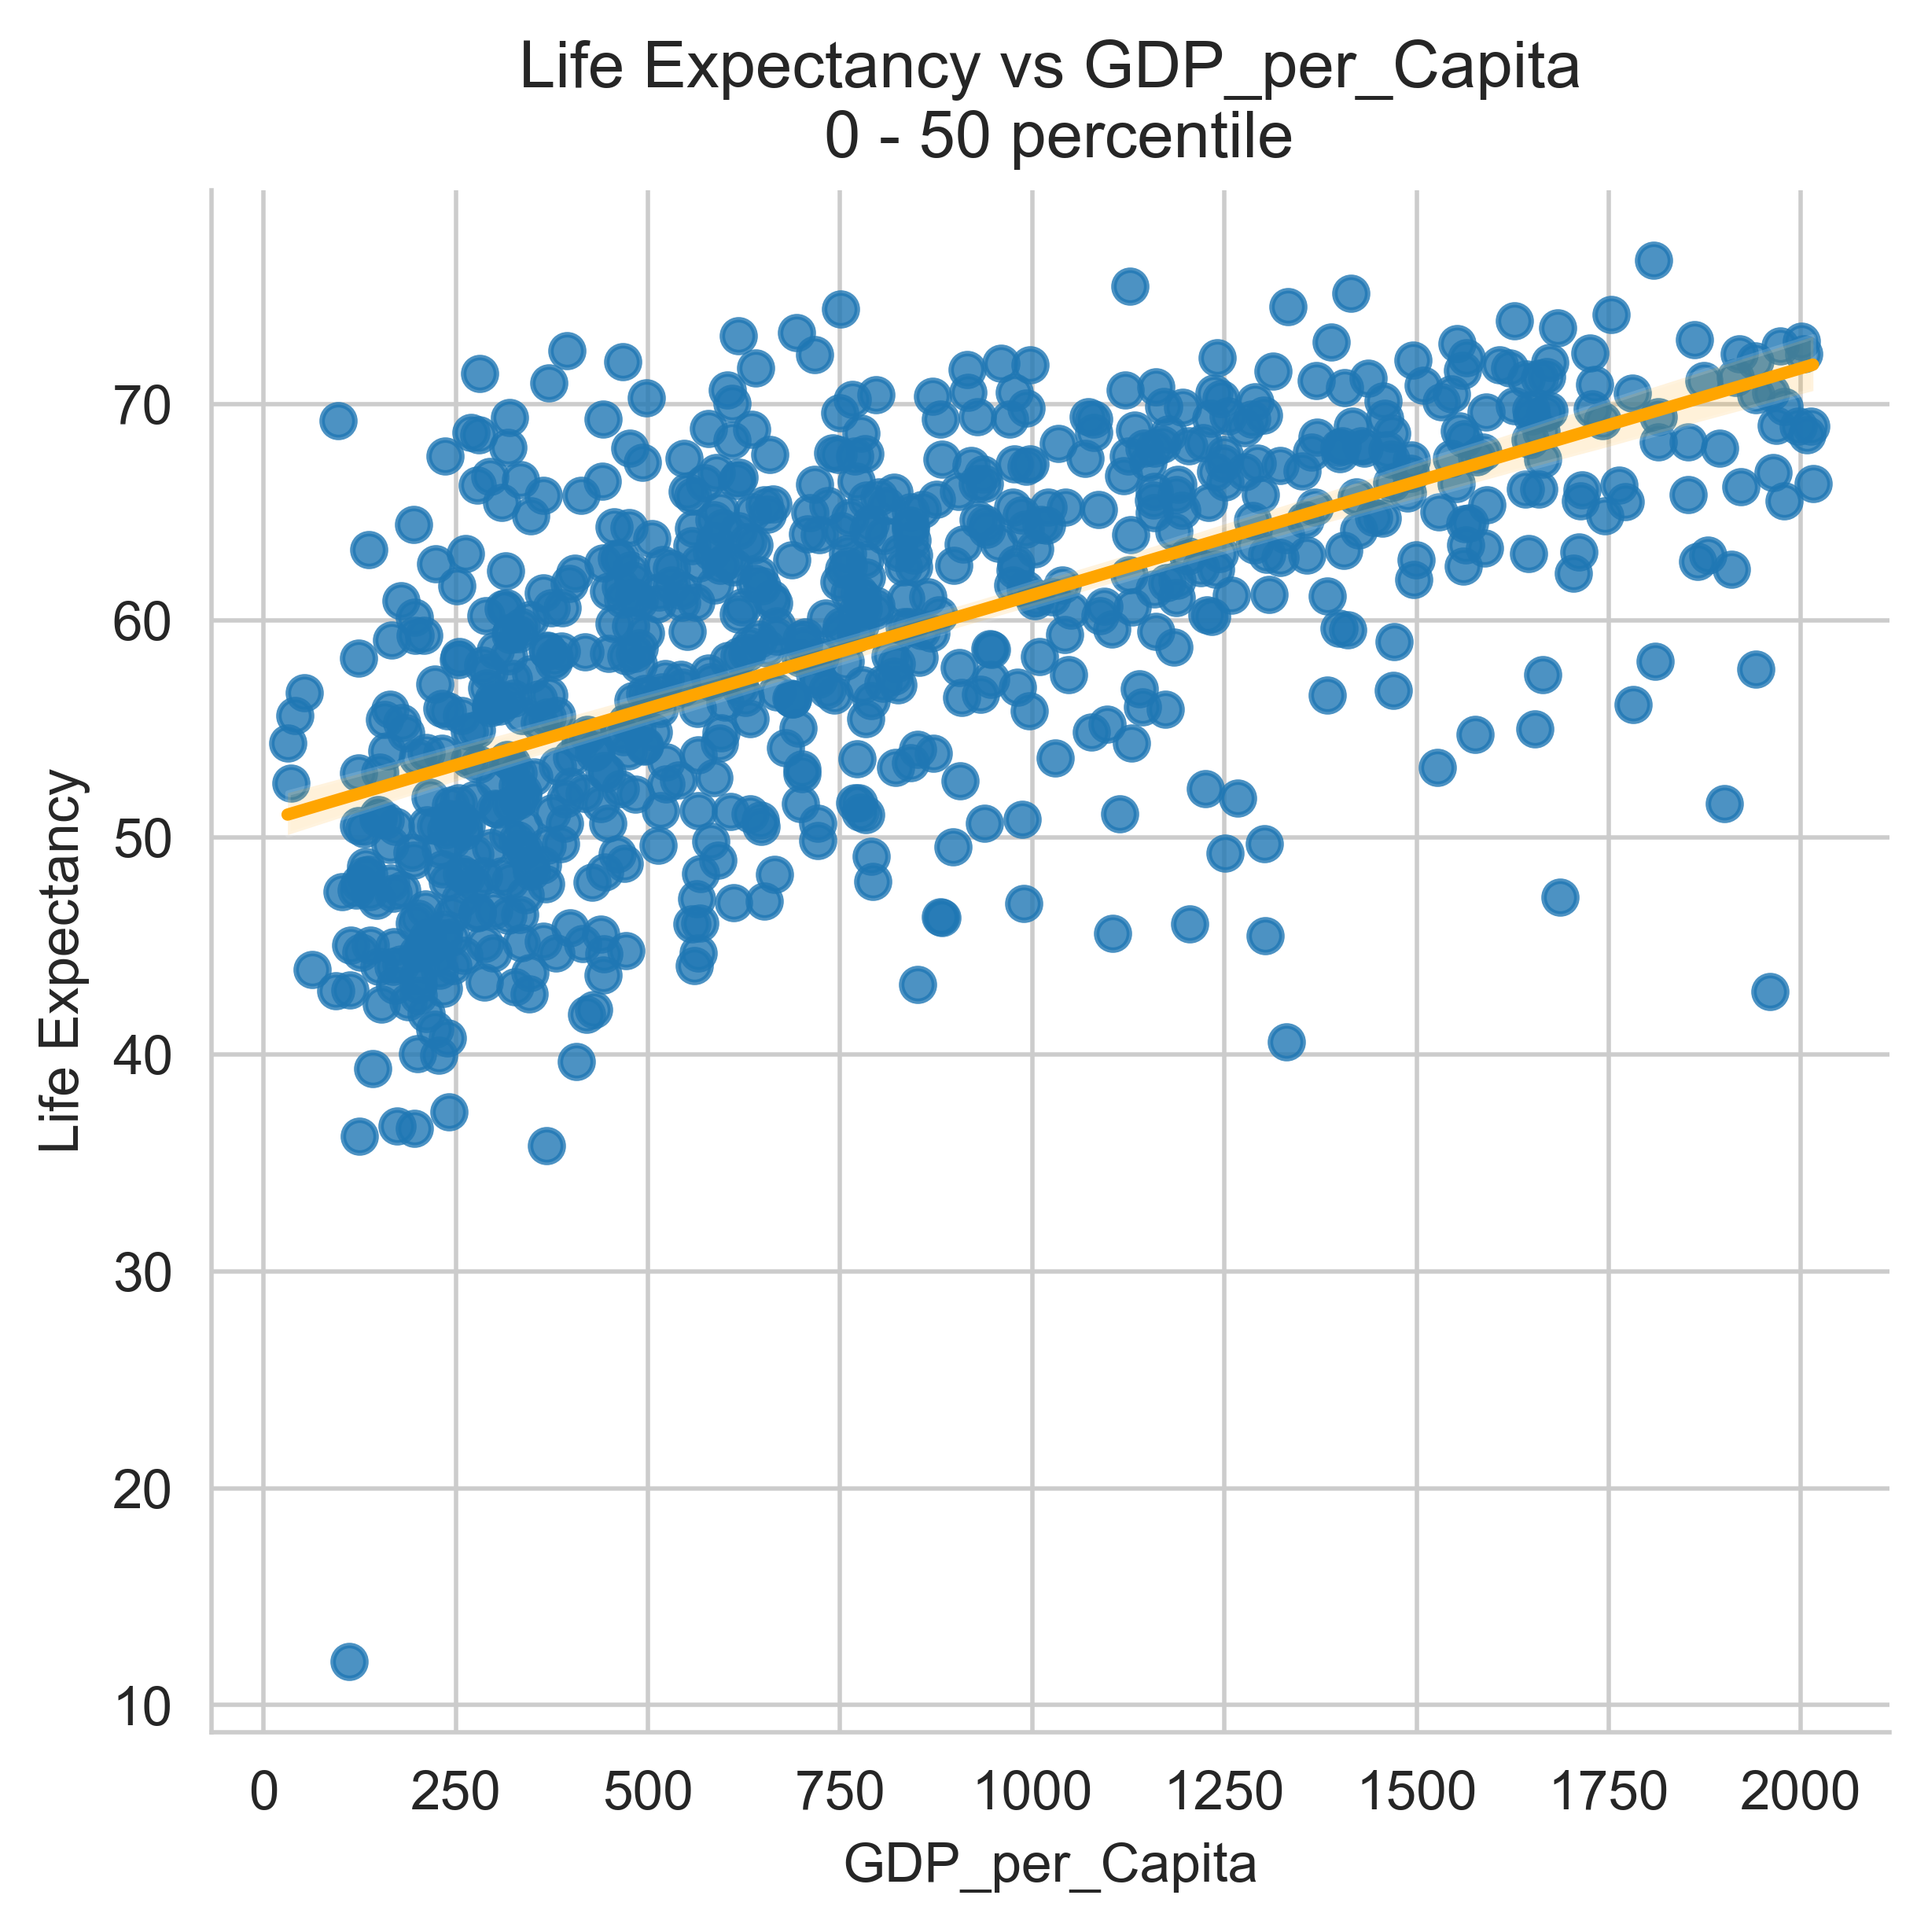 Life Expectancy vs GDP_per_Capita
0 - 50 percentile
Life Expectancy
70
60
50
40
30
20
10
0 250 500 750 1000 1250 1500 1750 2000
GDP_per_Capita